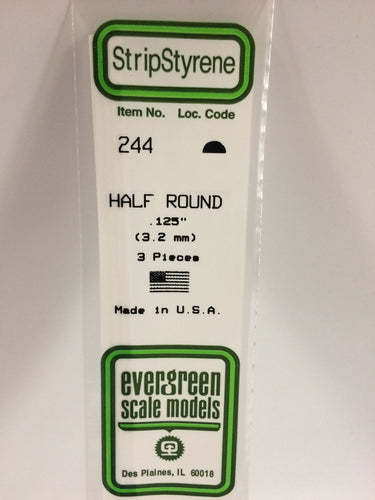 StripStyrene
Item No. Loc. Code
244
HALF ROUND
.125"
(3.2 mm)
3 Pieces
Made in U.S.A.
evergreen
scale models
Des Plaines, IL 60018